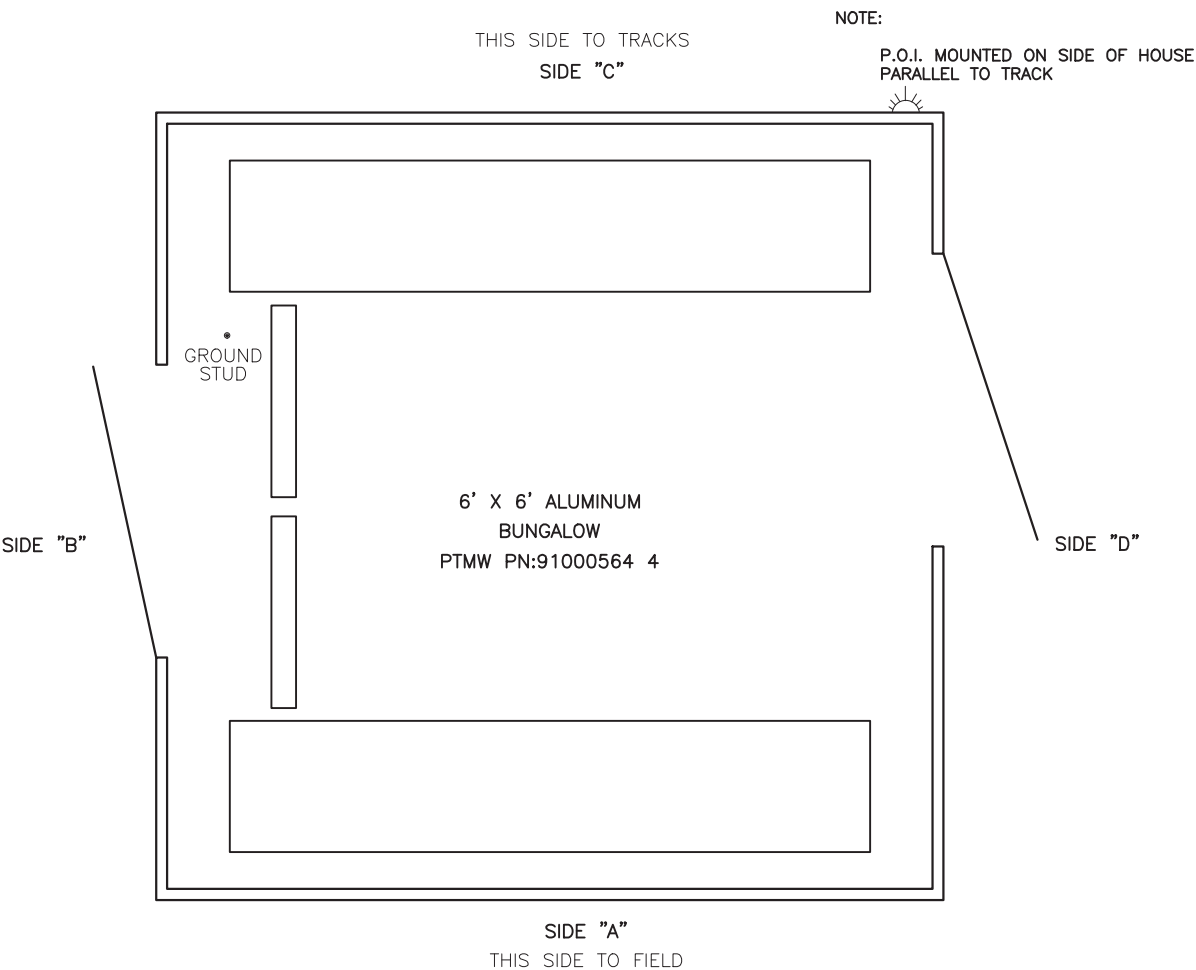 NOTE:
THIS SIDE TO TRACKS
SIDE "C"
P.O.I. MOUNTED ON SIDE OF HOUSE
PARALLEL TO TRACK
GROUND
STUD
6' X 6' ALUMINUM
BUNGALOW
PTMW PN:91000564 4
SIDE "B"
SIDE "D"
SIDE "A"
THIS SIDE TO FIELD